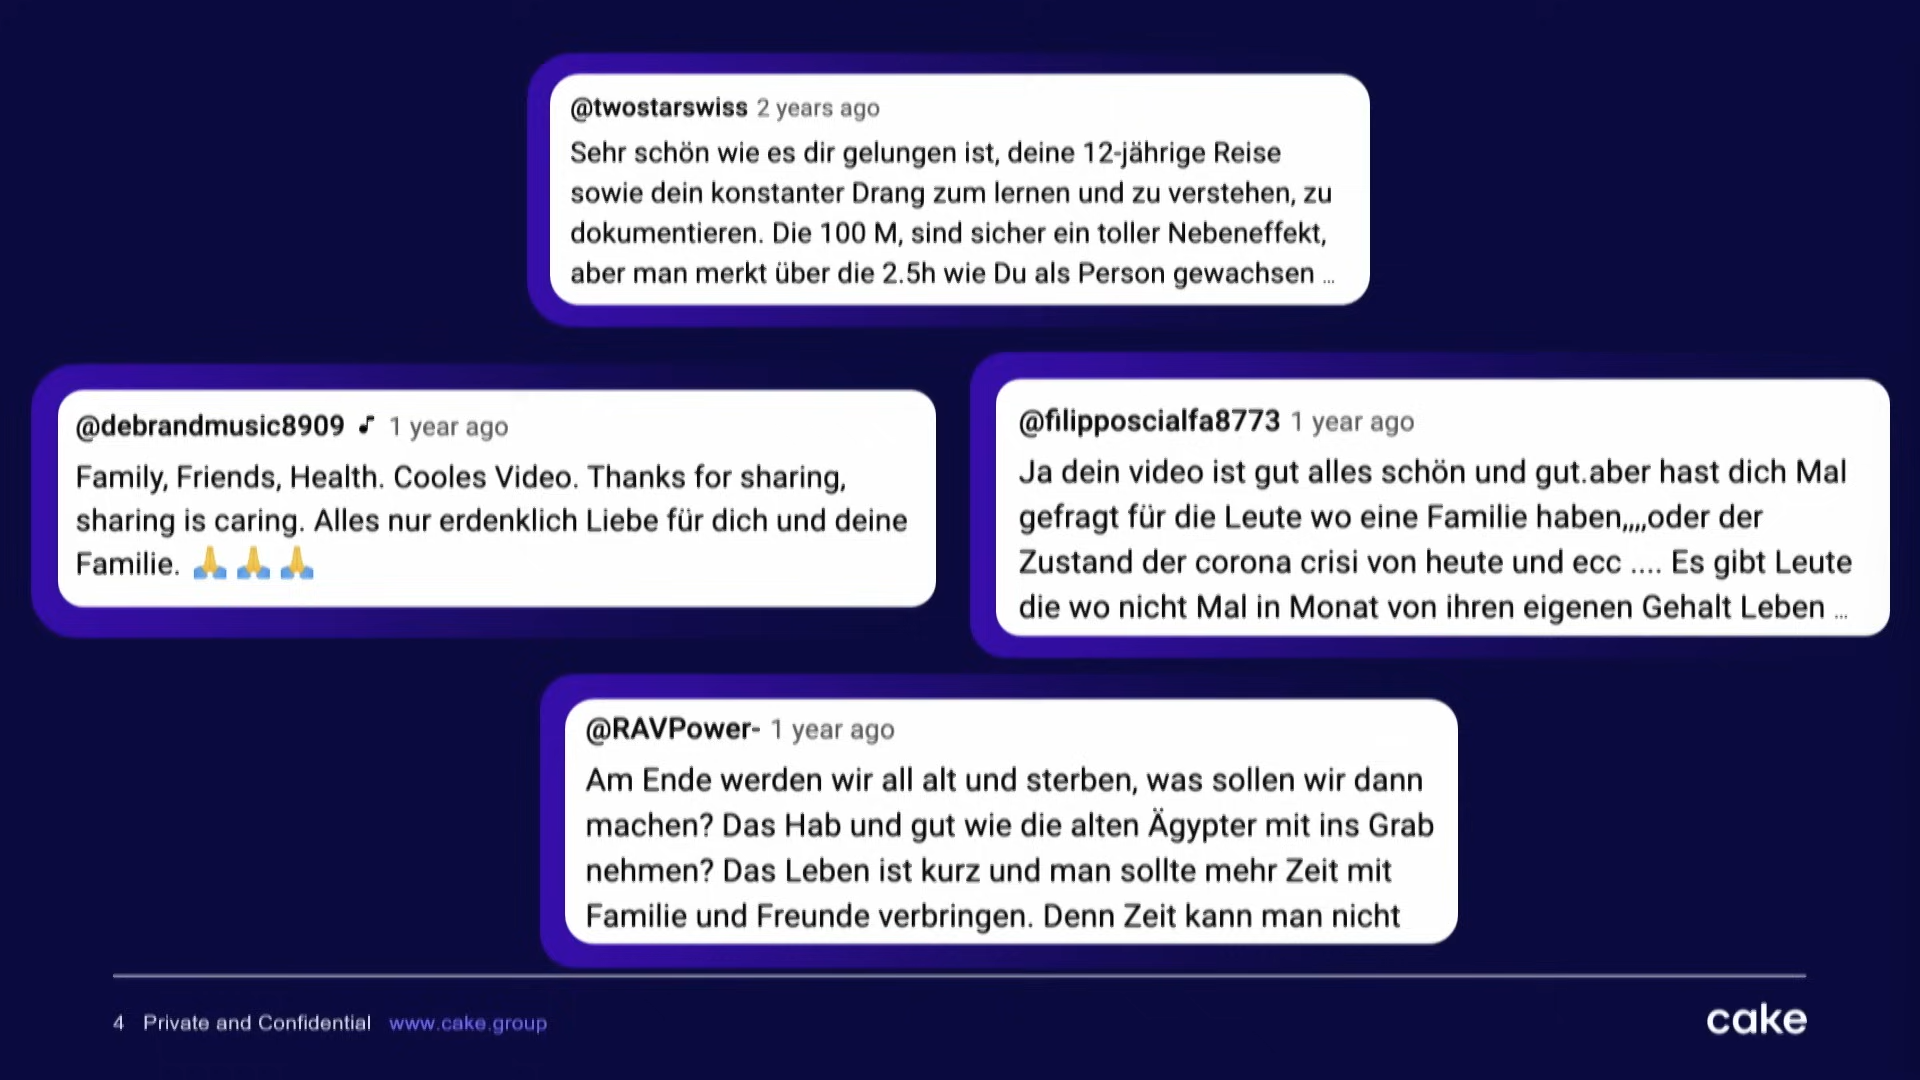 @twostarswiss 2 years ago
Sehr schön wie es dir gelungen ist, deine 12-jährige Reise
sowie dein konstanter Drang zum lernen und zu verstehen, zu
dokumentieren. Die 100 M, sind sicher ein toller Nebeneffekt,
aber man merkt über die 2.5h wie Du als Person gewachsen ...
@debrandmusic8909 ♪ 1 year ago
Family, Friends, Health. Cooles Video. Thanks for sharing,
sharing is caring. Alles nur erdenklich Liebe für dich und deine
Familie. 🙏 🙏 🙏
@filipposcialfa8773 1 year ago
Ja dein video ist gut alles schön und gut.aber hast dich Mal
gefragt für die Leute wo eine Familie haben,,,,oder der
Zustand der corona crisi von heute und ecc .... Es gibt Leute
die wo nicht Mal in Monat von ihren eigenen Gehalt Leben ...
@RAVPower- 1 year ago
Am Ende werden wir all alt und sterben, was sollen wir dann
machen? Das Hab und gut wie die alten Ägypter mit ins Grab
nehmen? Das Leben ist kurz und man sollte mehr Zeit mit
Familie und Freunde verbringen. Denn Zeit kann man nicht
4 Private and Confidential www.cake.group
cake